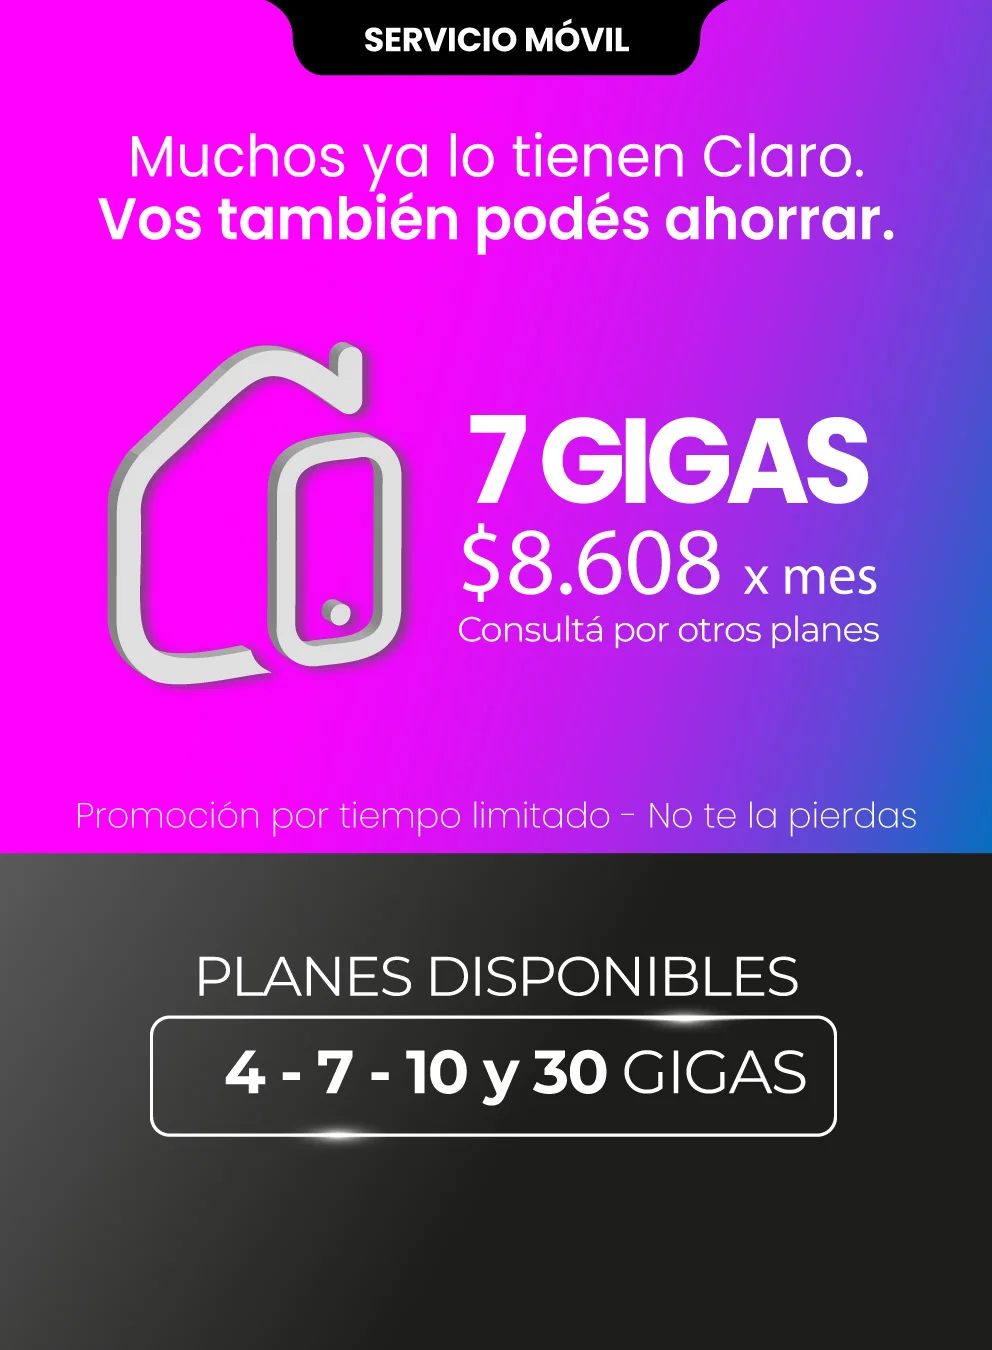 SERVICIO MÓVIL
Muchos ya lo tienen Claro.
Vos también podés ahorrar.
7 GIGAS
$8.608 x mes
Consultá por otros planes
Promoción por tiempo limitado - No te la pierdas
PLANES DISPONIBLES
4 - 7 - 10 y 30 GIGAS